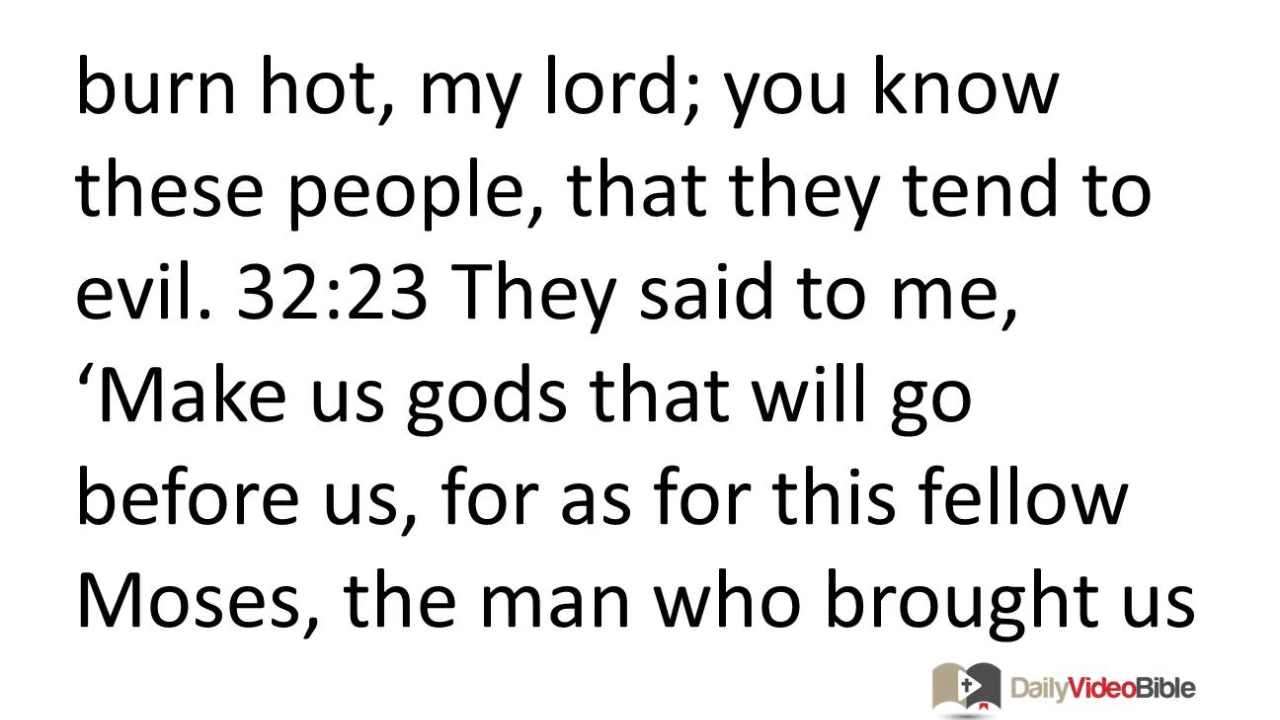 burn hot, my lord; you know
these people, that they tend to
evil. 32:23 They said to me,
‘Make us gods that will go
before us, for as for this fellow
Moses, the man who brought us
DailyVideoBible